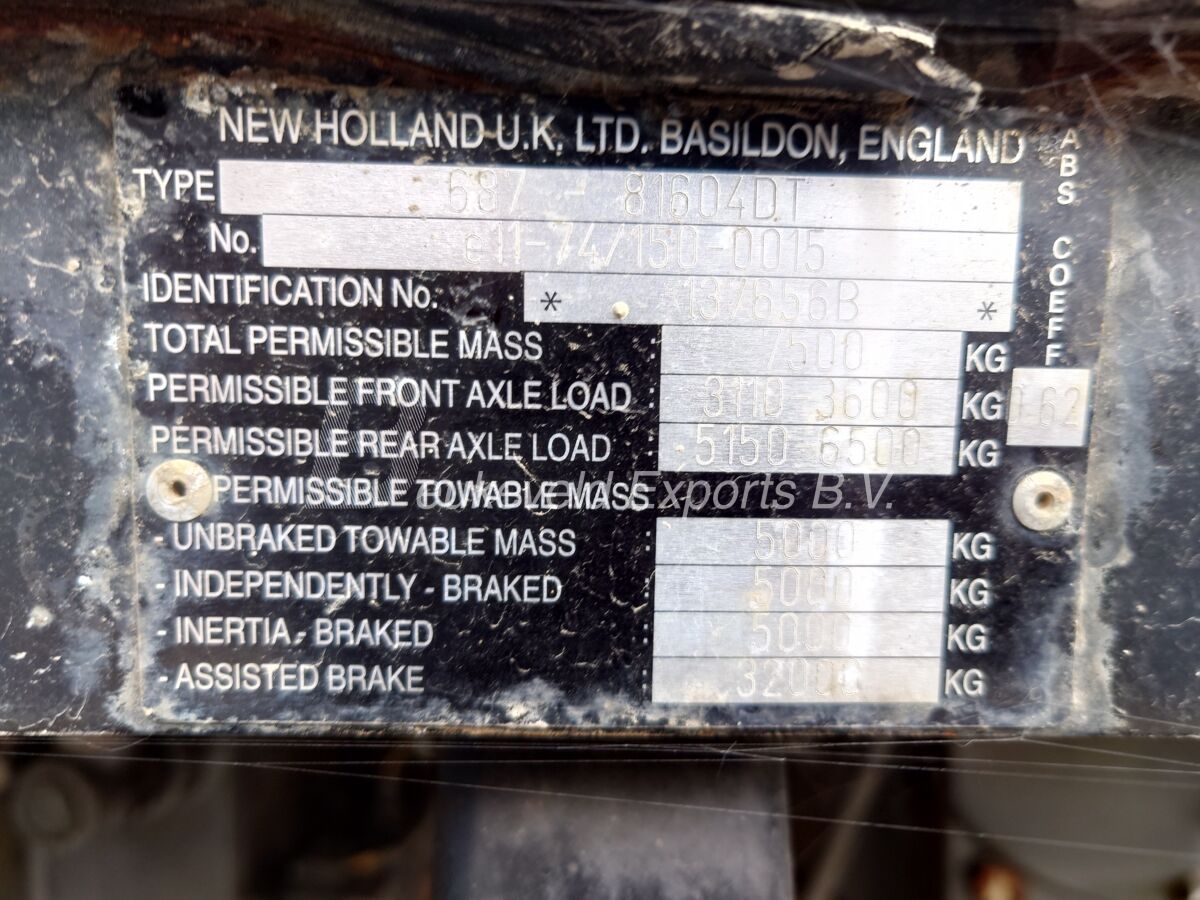 NEW HOLLAND U.K. LTD. BASILDON, ENGLAND
TYPE 687 - 81604DT
No. e11-74/150-0015
IDENTIFICATION No. * 137656B *
TOTAL PERMISSIBLE MASS : 7500 KG
PERMISSIBLE FRONT AXLE LOAD : 3110-3600 KG
PERMISSIBLE REAR AXLE LOAD : 5150-6500 KG
PERMISSIBLE TOWABLE MASS -
- UNBRAKED TOWABLE MASS : 5000 KG
- INDEPENDENTLY - BRAKED : 5000 KG
- INERTIA - BRAKED : 5000 KG
- ASSISTED BRAKE : 32000 KG
ABS COEFF
Exports B.V.